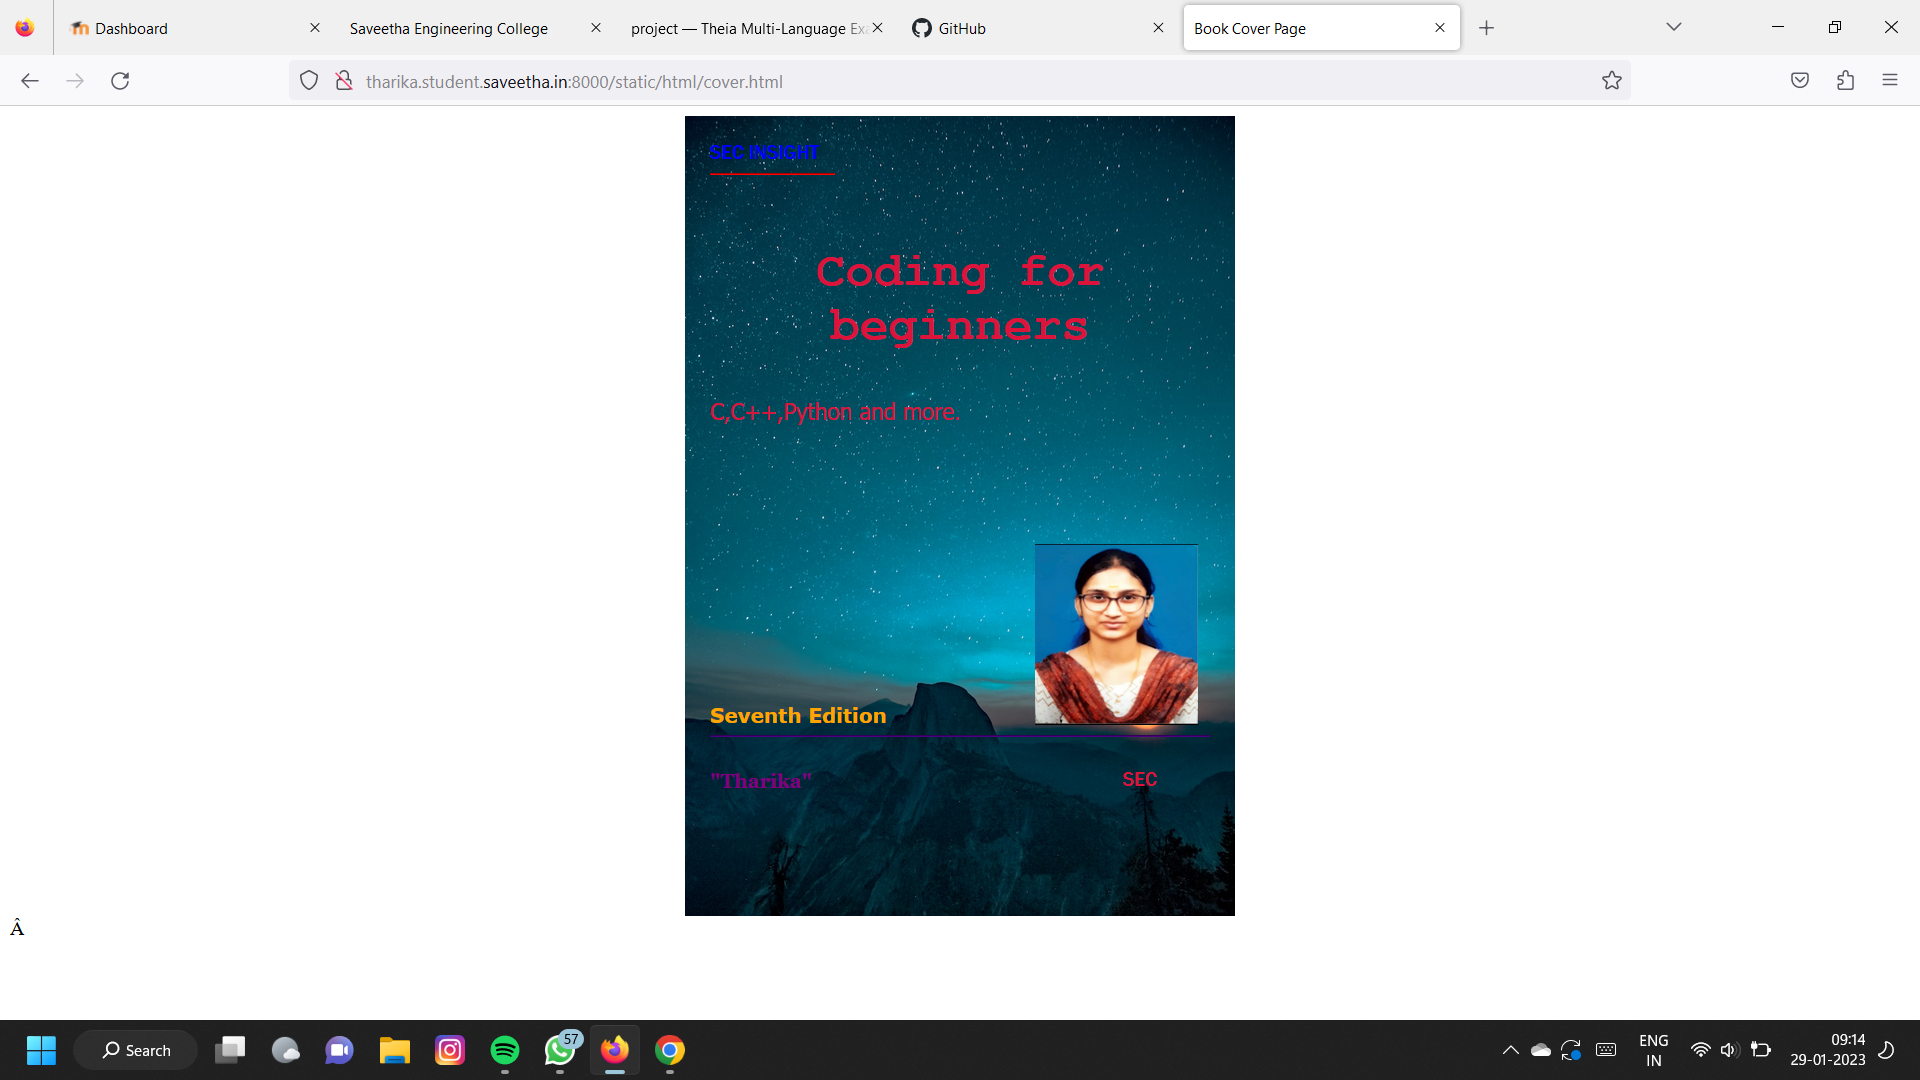 Dashboard
Saveetha Engineering College
project — Theia Multi-Language Exa
GitHub
Book Cover Page
tharika.student.saveetha.in:8000/static/html/cover.html
SEC INSIGHT
Coding for
beginners
C,C++,Python and more.
Seventh Edition
"Tharika"
SEC
Â
Search
57
ENG
IN
09:14
29-01-2023